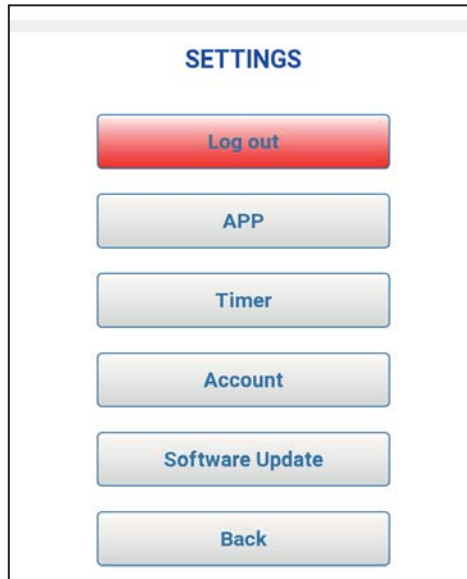 SETTINGS
Log out
APP
Timer
Account
Software Update
Back